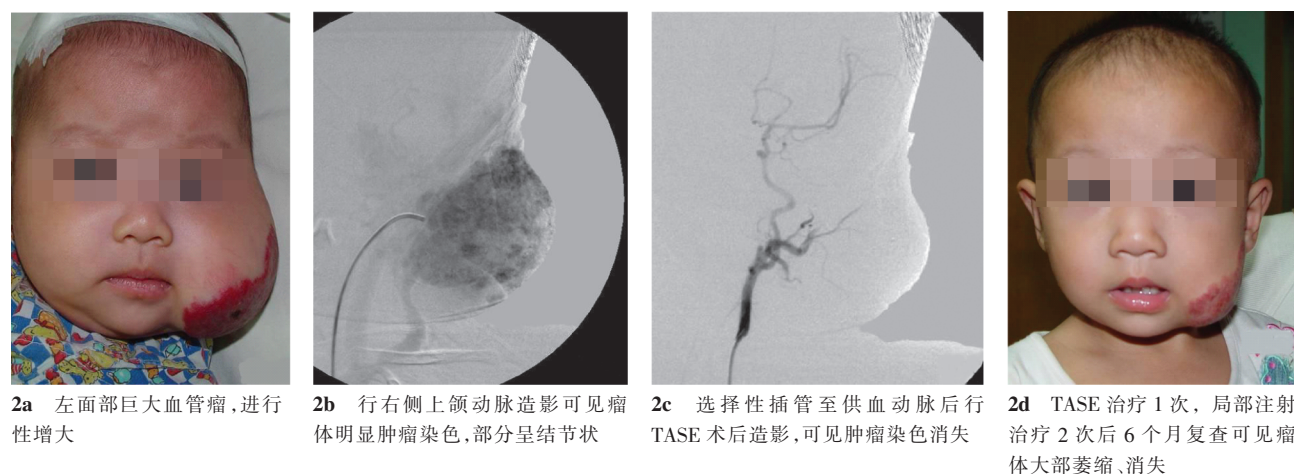 2a 左面部巨大血管瘤,进行
性增大
2b 行右侧上颌动脉造影可见瘤
体明显肿瘤染色,部分呈结节状
2c 选择性插管至供血动脉后行
TASE 术后造影,可见肿瘤染色消失
2d TASE 治疗 1 次，局部注射
治疗 2 次后 6 个月复查可见瘤
体大部萎缩、消失